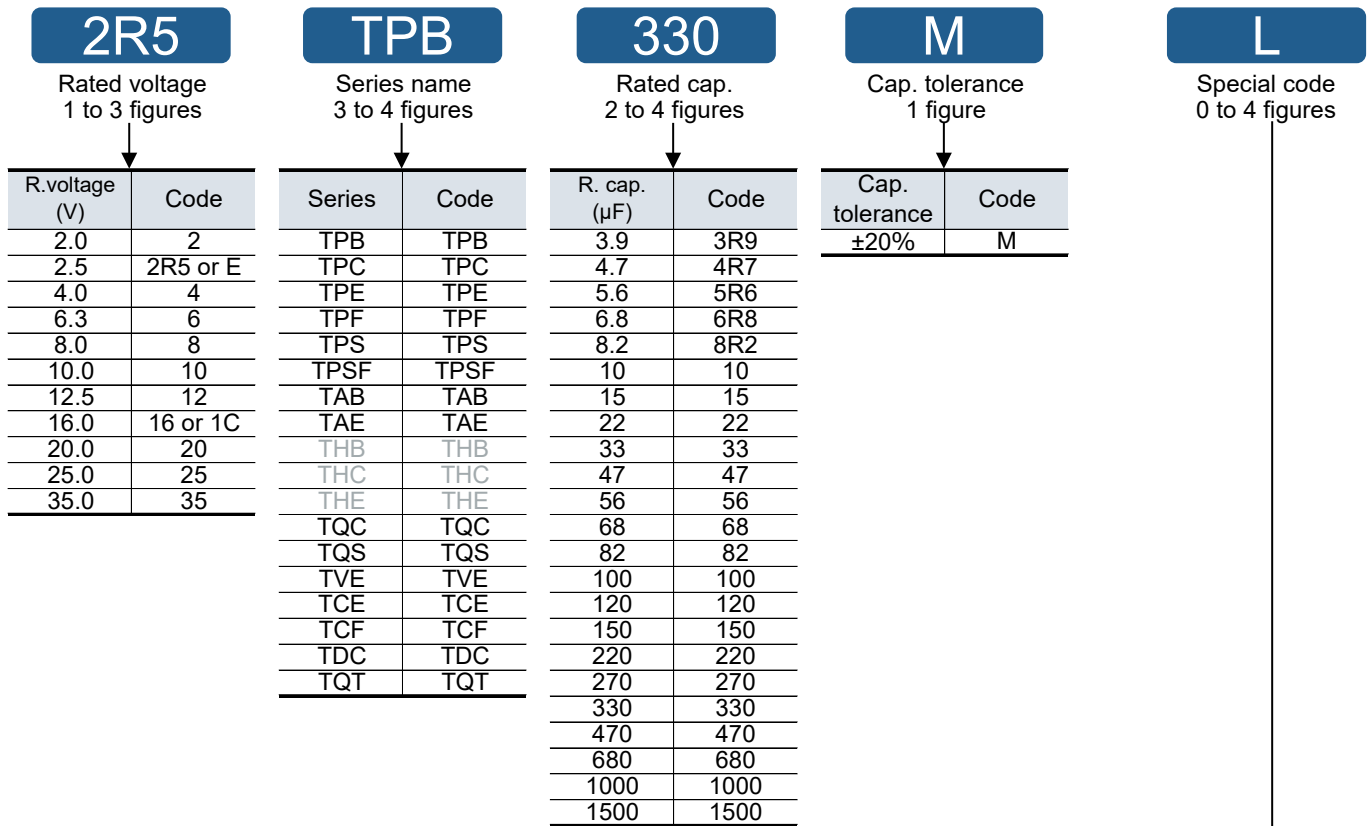 2R5 TPB 330 M L
Rated voltage Series name Rated cap. Cap. tolerance Special code
1 to 3 figures 3 to 4 figures 2 to 4 figures 1 figure 0 to 4 figures
R.voltage (V) Code
2.0 2
2.5 2R5 or E
4.0 4
6.3 6
8.0 8
10.0 10
12.5 12
16.0 16 or 1C
20.0 20
25.0 25
35.0 35
Series Code
TPB TPB
TPC TPC
TPE TPE
TPF TPF
TPS TPS
TPSF TPSF
TAB TAB
TAE TAE
THB THB
THC THC
THE THE
TQC TQC
TQS TQS
TVE TVE
TCE TCE
TCF TCF
TDC TDC
TQT TQT
R. cap. (µF) Code
3.9 3R9
4.7 4R7
5.6 5R6
6.8 6R8
8.2 8R2
10 10
15 15
22 22
33 33
47 47
56 56
68 68
82 82
100 100
120 120
150 150
220 220
270 270
330 330
470 470
680 680
1000 1000
1500 1500
Cap. tolerance Code
±20% M